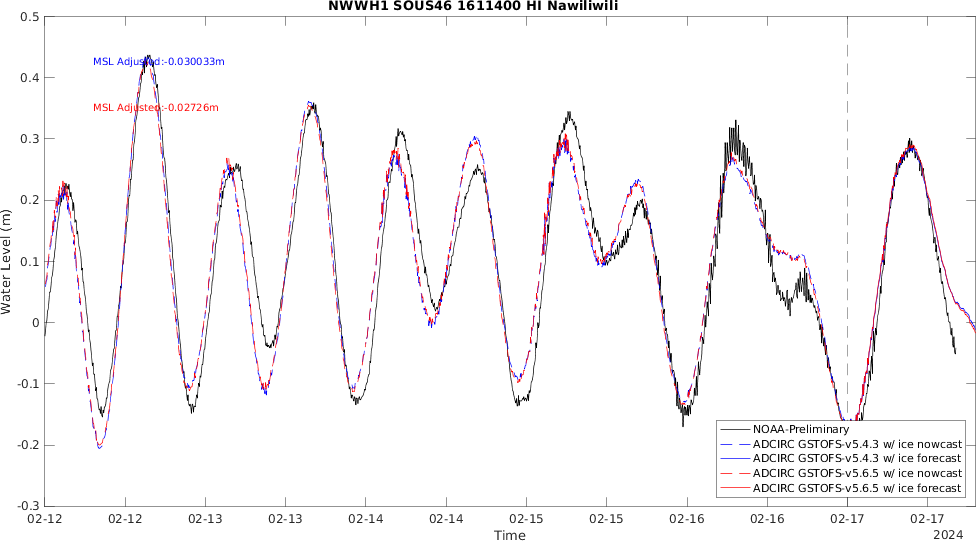 NWWH1 SOUS46 1611400 HI Nawiliwili
0.5
0.4
0.3
0.2
0.1
0
-0.1
-0.2
-0.3
Water Level (m)
MSL Adjusted:-0.030033m
MSL Adjusted:-0.02726m
NOAA-Preliminary
ADCIRC GSTOFS-v5.4.3 w/ ice nowcast
ADCIRC GSTOFS-v5.4.3 w/ ice forecast
ADCIRC GSTOFS-v5.6.5 w/ ice nowcast
ADCIRC GSTOFS-v5.6.5 w/ ice forecast
02-12 02-12 02-13 02-13 02-14 02-14 02-15 02-15 02-16 02-16 02-17 02-17
2024
Time